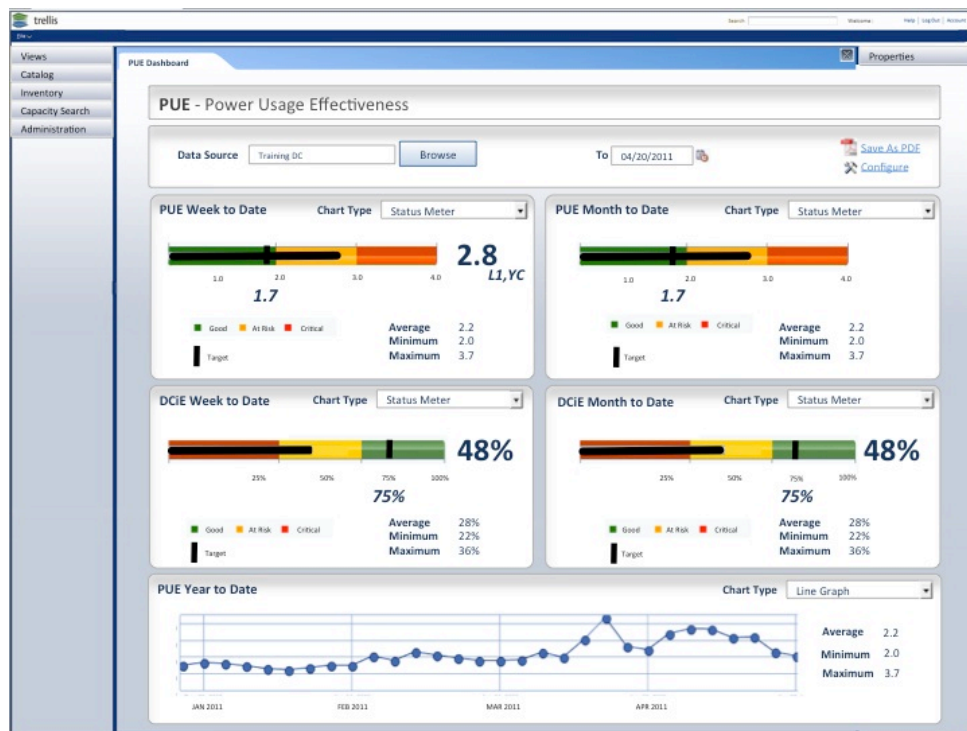 trellis
Search
Welcome :
Help | LogOut | Account
Views
Catalog
Inventory
Capacity Search
Administration
PUE Dashboard
Properties
PUE - Power Usage Effectiveness
Data Source Training DC Browse To 04/20/2011
Save As PDF
Configure
PUE Week to Date Chart Type Status Meter
2.8
L1,YC
1.0 2.0 3.0 4.0
1.7
Good At Risk Critical
Target
Average 2.2
Minimum 2.0
Maximum 3.7
PUE Month to Date Chart Type Status Meter
1.0 2.0 3.0 4.0
1.7
Good At Risk Critical
Target
Average 2.2
Minimum 2.0
Maximum 3.7
DCiE Week to Date Chart Type Status Meter
48%
25% 50% 75% 100%
75%
Good At Risk Critical
Target
Average 28%
Minimum 22%
Maximum 36%
DCiE Month to Date Chart Type Status Meter
48%
25% 50% 75% 100%
75%
Good At Risk Critical
Target
Average 28%
Minimum 22%
Maximum 36%
PUE Year to Date Chart Type Line Graph
Average 2.2
Minimum 2.0
Maximum 3.7
JAN 2011 FEB 2011 MAR 2011 APR 2011